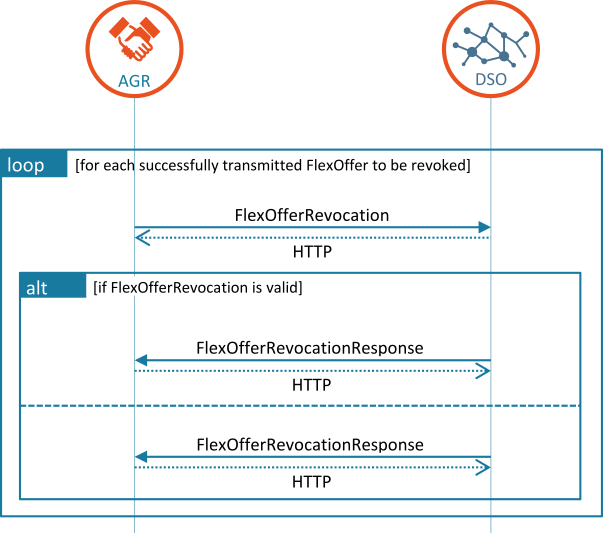 AGR
DSO
loop [for each successfully transmitted FlexOffer to be revoked]
FlexOfferRevocation
HTTP
alt [if FlexOfferRevocation is valid]
FlexOfferRevocationResponse
HTTP
FlexOfferRevocationResponse
HTTP